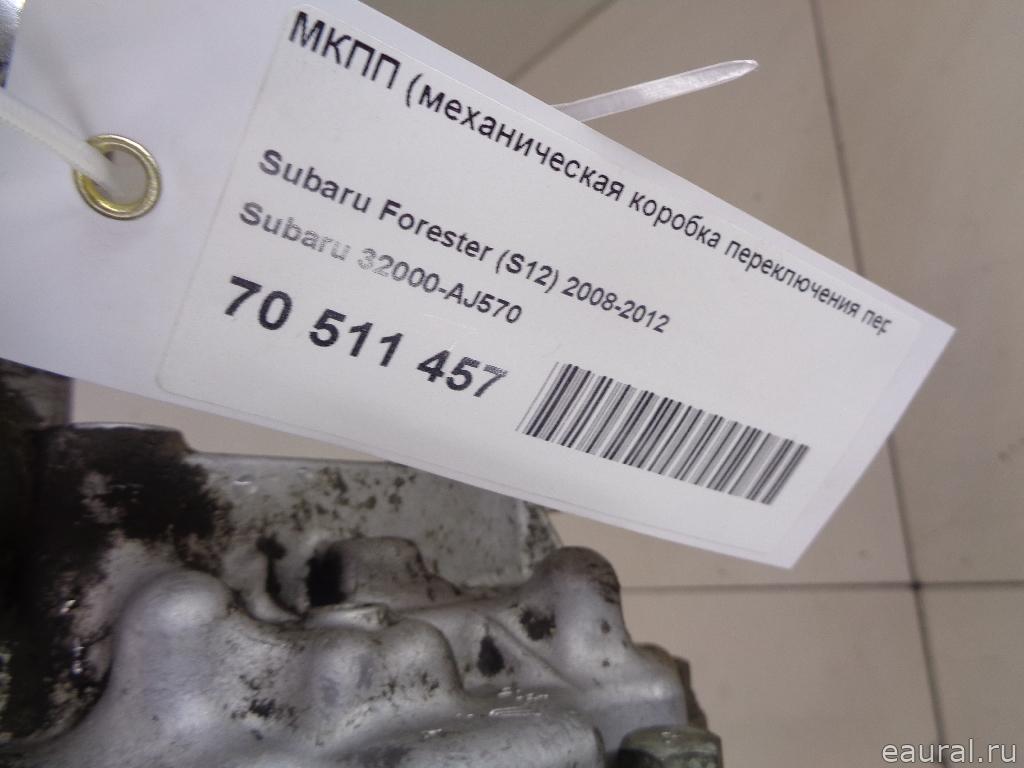 МКПП (механическая коробка переключения пер
Subaru Forester (S12) 2008-2012
Subaru 32000-AJ570
70 511 457
eaural.ru